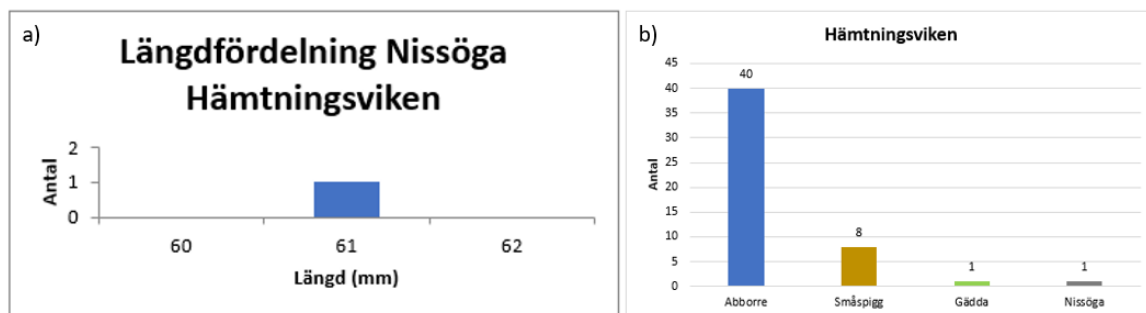 a)
Längdfördelning Nissöga
Hämtningsviken
2
1
0
Antal
60 61 62
Längd (mm)
b)
Hämtningsviken
45
40
35
30
25
20
15
10
5
0
Antal
40
8
1
1
Abborre Småspigg Gädda Nissöga